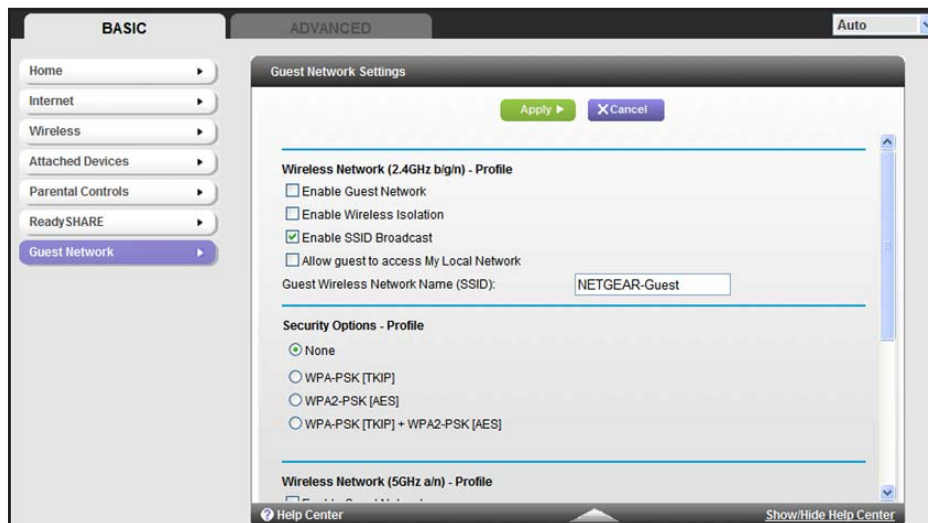 BASIC
ADVANCED
Auto
Home
Internet
Wireless
Attached Devices
Parental Controls
ReadySHARE
Guest Network
Guest Network Settings
Apply
Cancel
Wireless Network (2.4GHz b/g/n) - Profile
Enable Guest Network
Enable Wireless Isolation
Enable SSID Broadcast
Allow guest to access My Local Network
Guest Wireless Network Name (SSID): NETGEAR-Guest
Security Options - Profile
None
WPA-PSK [TKIP]
WPA2-PSK [AES]
WPA-PSK [TKIP] + WPA2-PSK [AES]
Wireless Network (5GHz a/n) - Profile
Help Center
Show/Hide Help Center